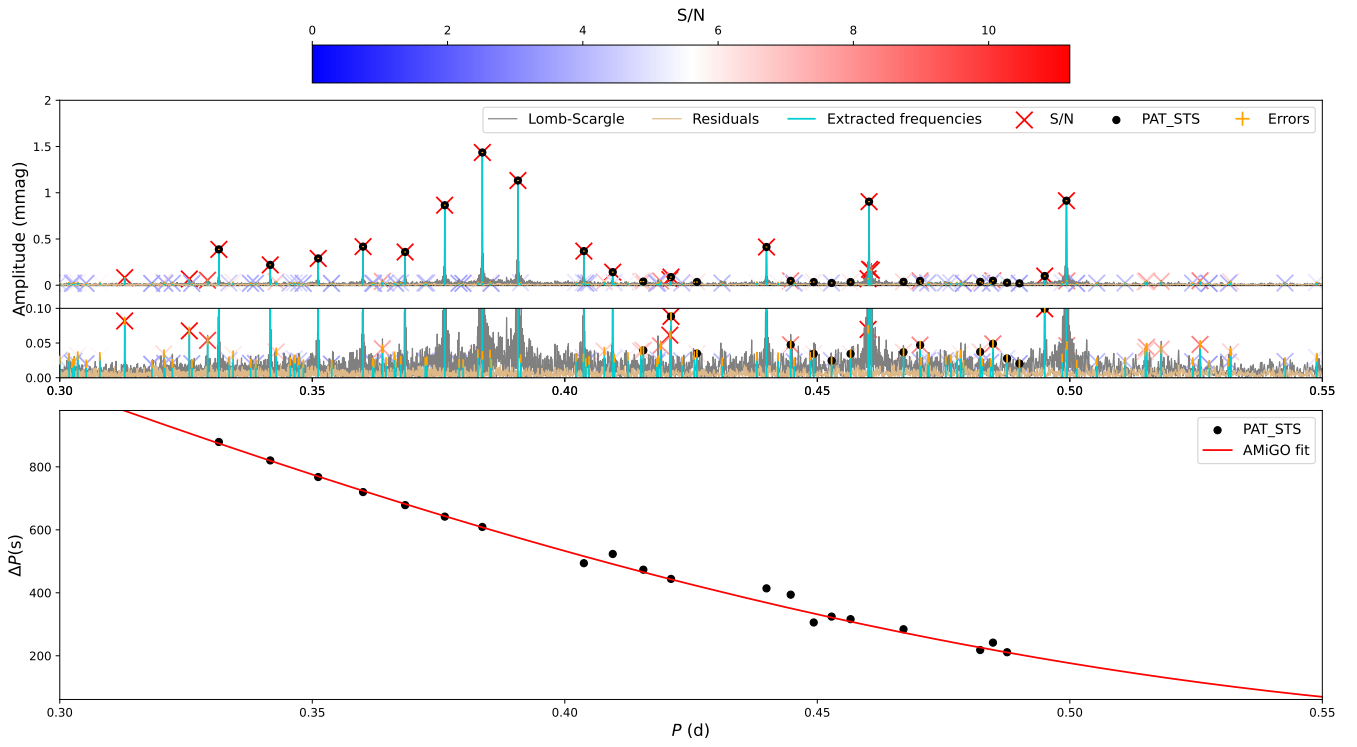 S/N
0 2 4 6 8 10
Amplitude (mmag)
2
1.5
1
0.5
0
Lomb-Scargle Residuals Extracted frequencies S/N PAT_STS Errors
0.10
0.05
0.00
0.30 0.35 0.40 0.45 0.50 0.55
ΔP(s)
800
600
400
200
PAT_STS
AMiGO fit
0.30 0.35 0.40 0.45 0.50 0.55
P (d)